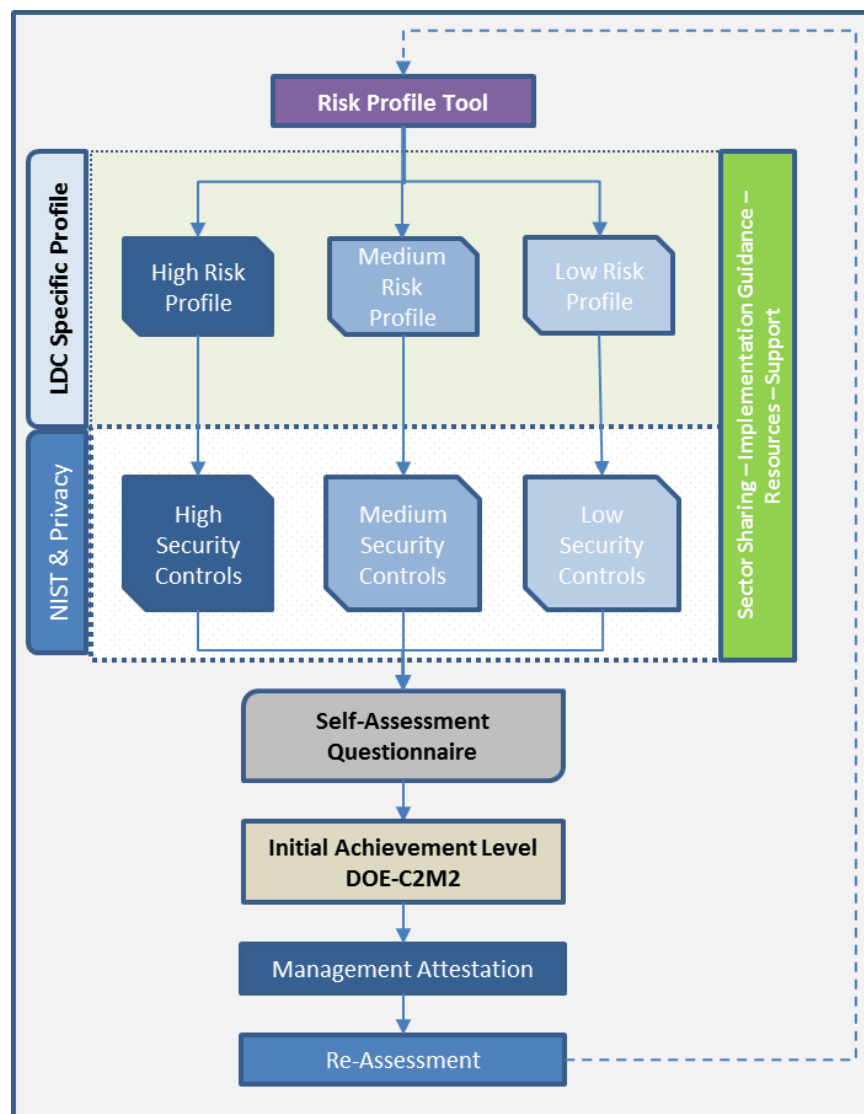 Risk Profile Tool
LDC Specific Profile
High Risk
Profile
Medium
Risk
Profile
Low Risk
Profile
Sector Sharing – Implementation Guidance –
Resources – Support
NIST & Privacy
High
Security
Controls
Medium
Security
Controls
Low
Security
Controls
Self-Assessment
Questionnaire
Initial Achievement Level
DOE-C2M2
Management Attestation
Re-Assessment